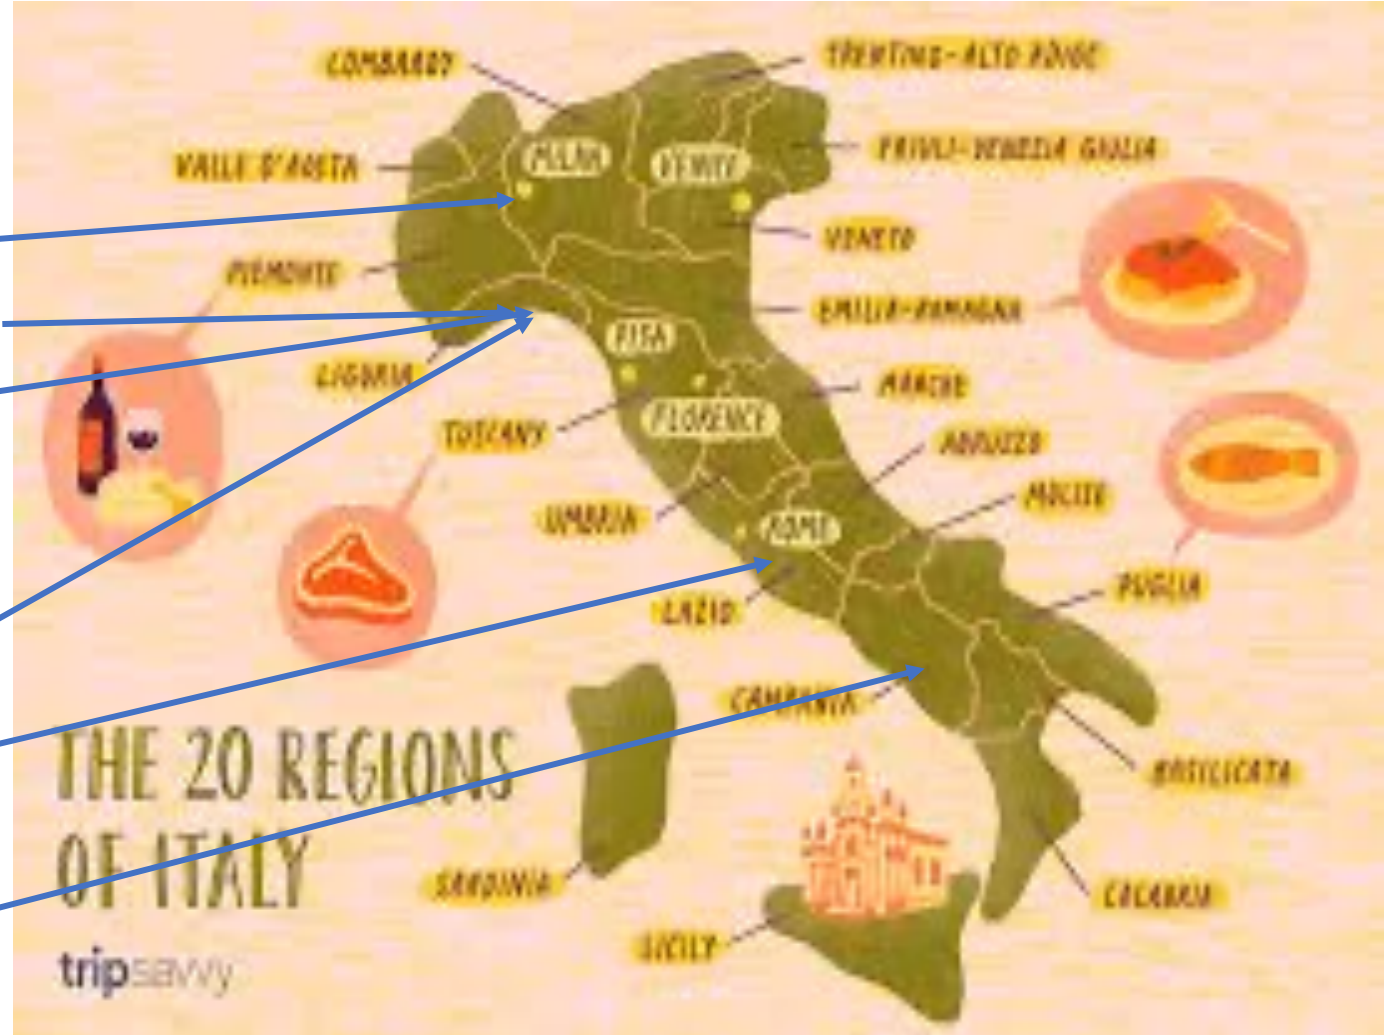 LOMBARDY
TRENTINO-ALTO ADIGE
VALLE D'AOSTA
MILAN
VENICE
FRIULI-VENEZIA GIULIA
PIEMONTE
VENETO
EMILIA-ROMAGNA
PISA
LIGURIA
MARCHE
FLORENCE
TUSCANY
ABRUZZO
MOLISE
UMBRIA
ROME
PUGLIA
LAZIO
CAMPANIA
THE 20 REGIONS
OF ITALY
BASILICATA
SARDINIA
CALABRIA
SICILY
tripsavvy